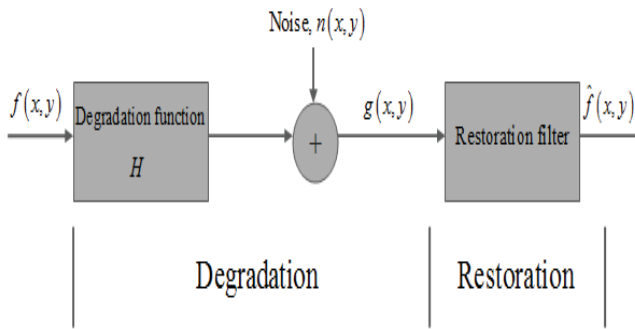 Noise, n(x,y)
f(x,y)
Degradation function
H
+
g(x,y)
Restoration filter
f̂(x,y)
Degradation
Restoration